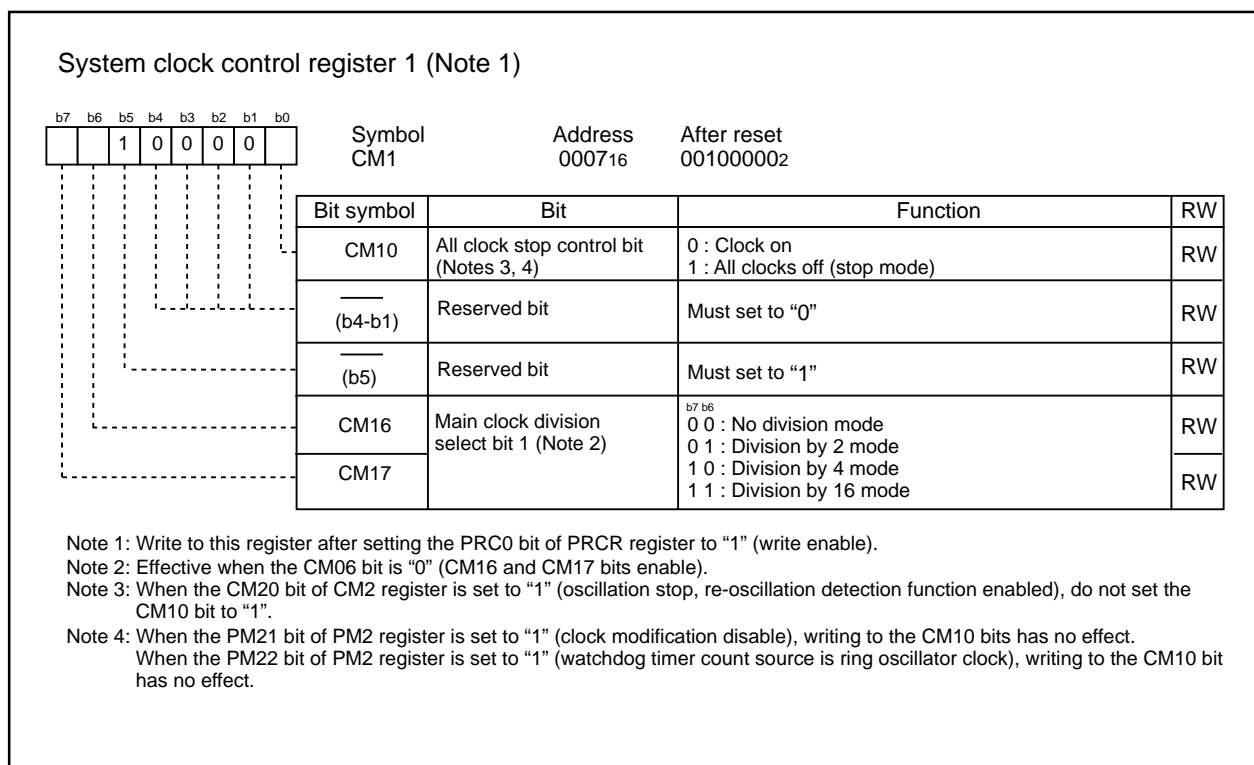 System clock control register 1 (Note 1)
b7 b6 b5 b4 b3 b2 b1 b0
1 0 0 0 0
Symbol Address After reset
CM1 000716 001000002
Bit symbol Bit Function RW
CM10 All clock stop control bit (Notes 3, 4) 0 : Clock on RW
1 : All clocks off (stop mode)
(b4-b1) Reserved bit Must set to “0” RW
(b5) Reserved bit Must set to “1” RW
b7 b6
CM16 Main clock division select bit 1 (Note 2) 0 0 : No division mode RW
0 1 : Division by 2 mode
CM17 1 0 : Division by 4 mode RW
1 1 : Division by 16 mode
Note 1: Write to this register after setting the PRC0 bit of PRCR register to “1” (write enable).
Note 2: Effective when the CM06 bit is “0” (CM16 and CM17 bits enable).
Note 3: When the CM20 bit of CM2 register is set to “1” (oscillation stop, re-oscillation detection function enabled), do not set the
CM10 bit to “1”.
Note 4: When the PM21 bit of PM2 register is set to “1” (clock modification disable), writing to the CM10 bits has no effect.
When the PM22 bit of PM2 register is set to “1” (watchdog timer count source is ring oscillator clock), writing to the CM10 bit
has no effect.